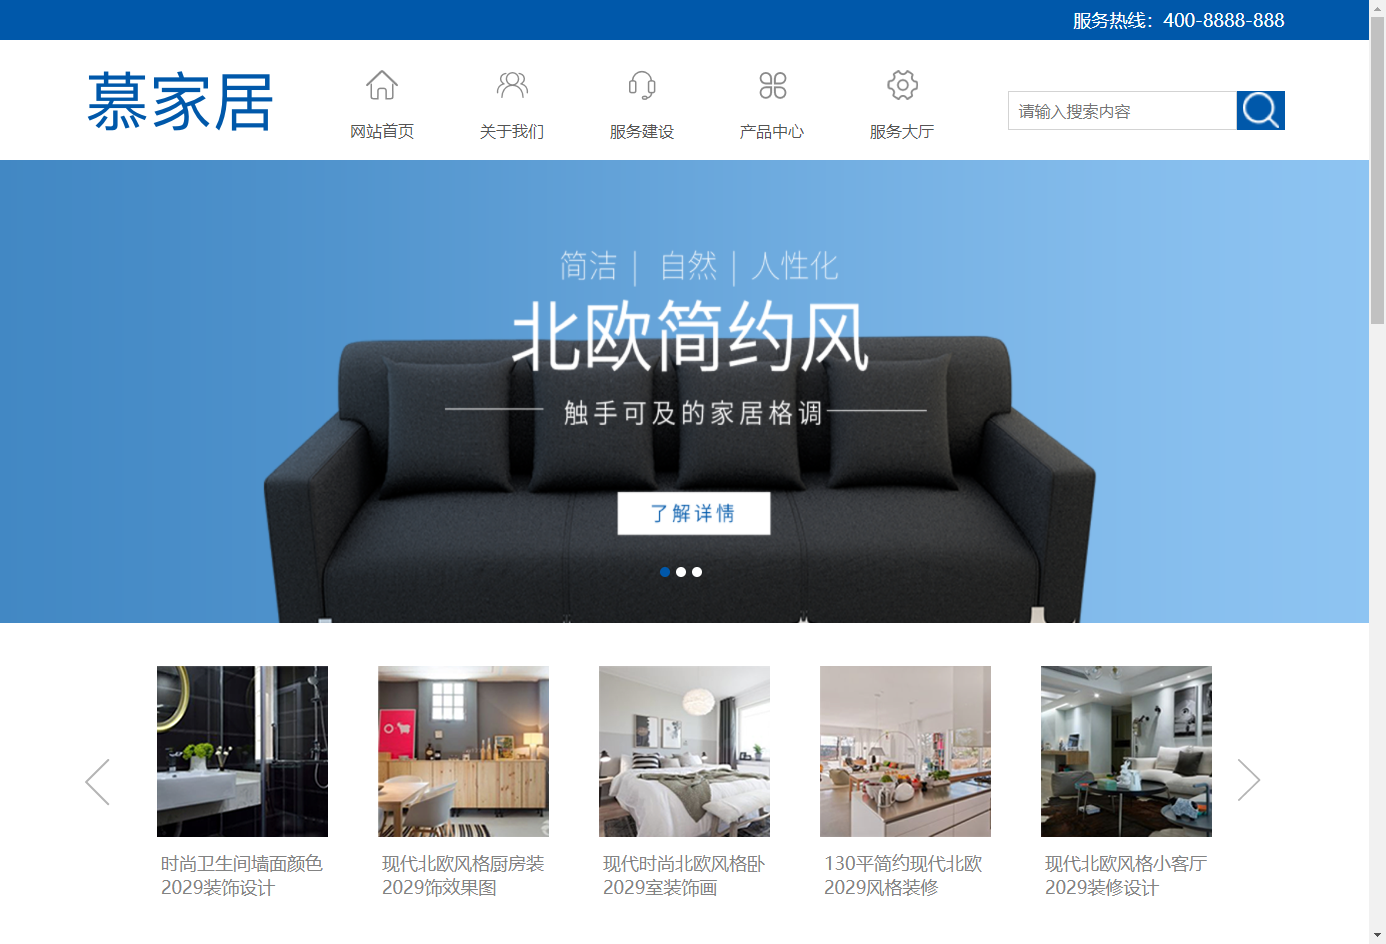 服务热线：400-8888-888
慕家居
网站首页
关于我们
服务建设
产品中心
服务大厅
请输入搜索内容
简洁｜ 自然｜人性化
北欧简约风
触手可及的家居格调
了解详情
时尚卫生间墙面颜色
2029装饰设计
现代北欧风格厨房装
2029饰效果图
现代时尚北欧风格卧
2029室装饰画
130平简约现代北欧
2029风格装修
现代北欧风格小客厅
2029装修设计